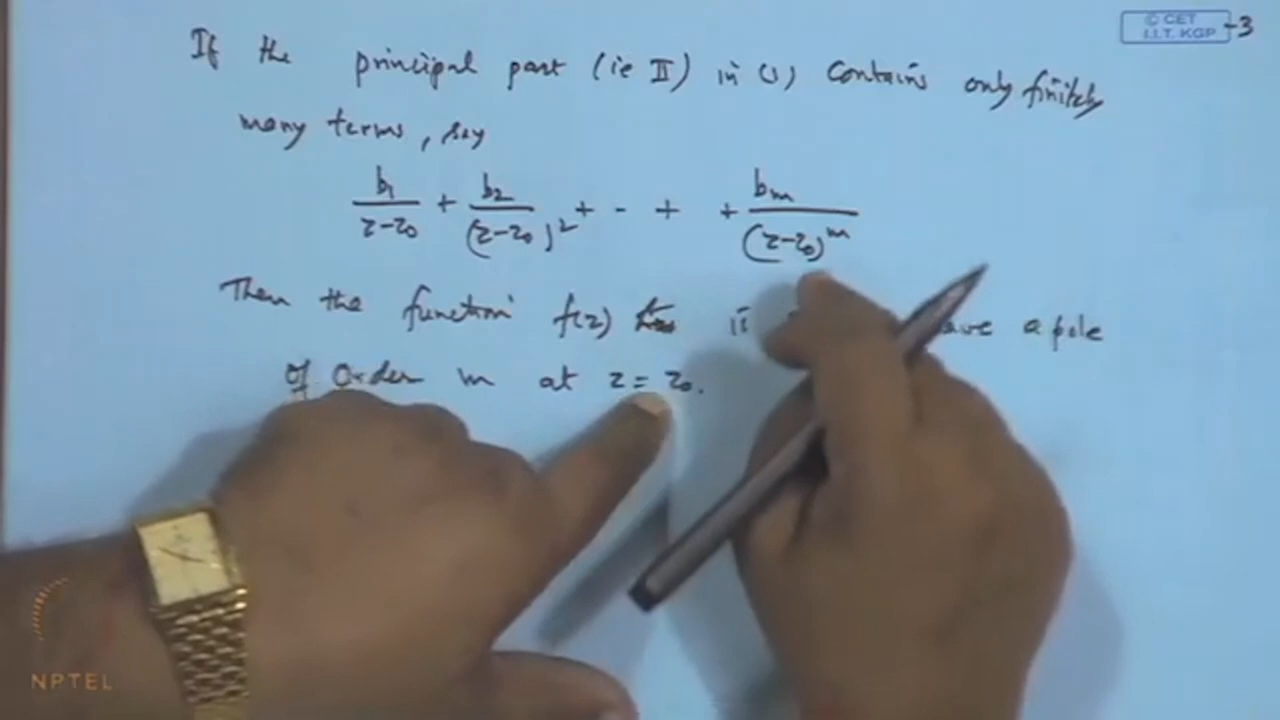 © CET
I.I.T. KGP
-3
If the principal part (ie II) in (1) contains only finitely
many terms, say
b1/(z-z0) + b2/(z-z0)^2 + - + + bm/(z-z0)^m
Then the function f(z) is ave a pole
of order m at z = z0.
NPTEL